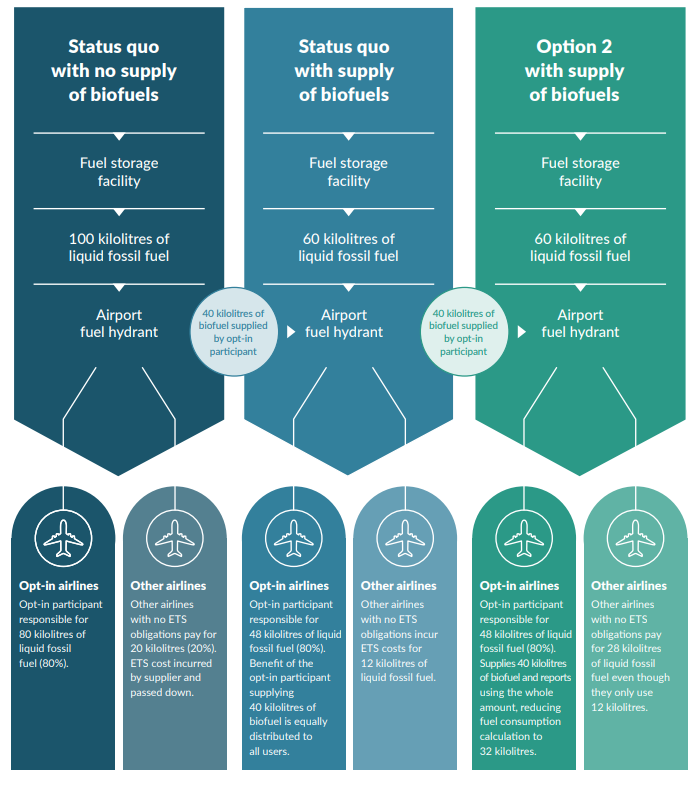 Status quo
with no supply
of biofuels
Fuel storage
facility
100 kilolitres of
liquid fossil fuel
Airport
fuel hydrant
Status quo
with supply
of biofuels
Fuel storage
facility
60 kilolitres of
liquid fossil fuel
40 kilolitres of
biofuel supplied
by opt-in
participant
Airport
fuel hydrant
Option 2
with supply
of biofuels
Fuel storage
facility
60 kilolitres of
liquid fossil fuel
40 kilolitres of
biofuel supplied
by opt-in
participant
Airport
fuel hydrant
Opt-in airlines
Opt-in participant
responsible for
80 kilolitres of
liquid fossil
fuel (80%).
Other airlines
Other airlines
with no ETS
obligations pay for
20 kilolitres (20%).
ETS cost incurred
by supplier and
passed down.
Opt-in airlines
Opt-in participant
responsible for
48 kilolitres of liquid
fossil fuel (80%).
Benefit of the
opt-in participant
supplying
40 kilolitres of
biofuel is equally
distributed to
all users.
Other airlines
Other airlines
with no ETS
obligations incur
ETS costs for
12 kilolitres of
liquid fossil fuel.
Opt-in airlines
Opt-in participant
responsible for
48 kilolitres of liquid
fossil fuel (80%).
Supplies 40 kilolitres
of biofuel and reports
using the whole
amount, reducing
fuel consumption
calculation to
32 kilolitres.
Other airlines
Other airlines
with no ETS
obligations pay
for 28 kilolitres
of liquid fossil
fuel even though
they only use
12 kilolitres.